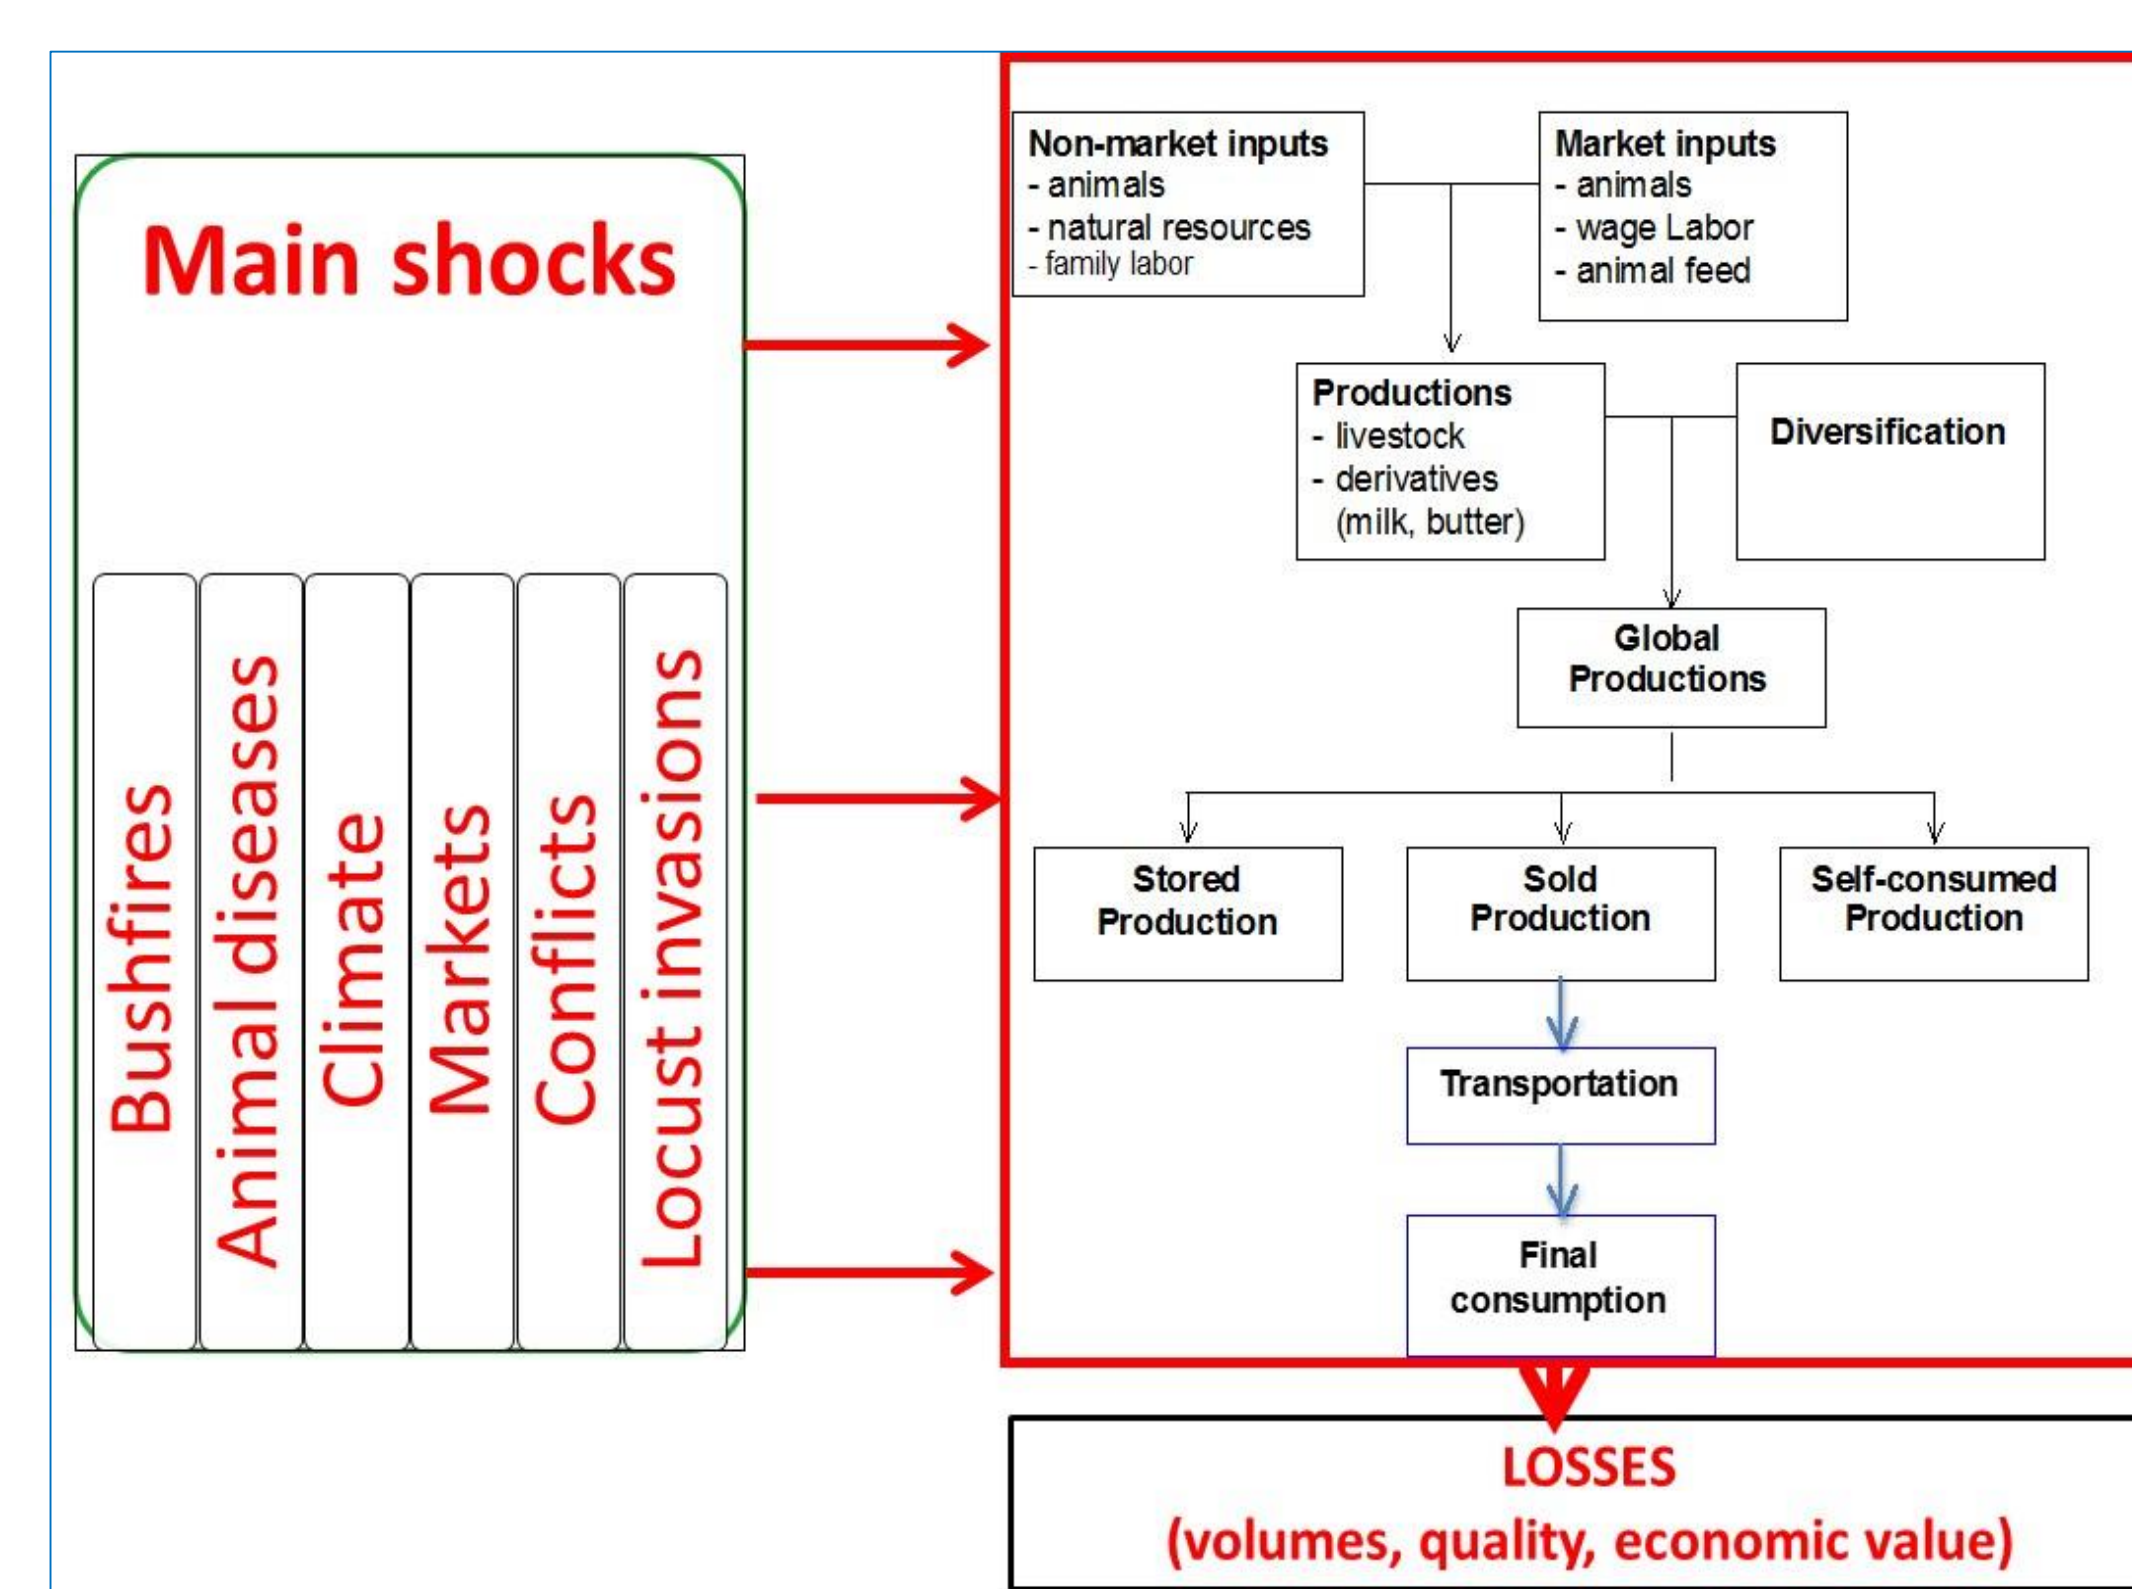 Main shocks
Bushfires
Animal diseases
Climate
Markets
Conflicts
Locust invasions
Non-market inputs
- animals
- natural resources
- family labor
Market inputs
- animals
- wage Labor
- animal feed
Productions
- livestock
- derivatives
(milk, butter)
Diversification
Global
Productions
Stored
Production
Sold
Production
Self-consumed
Production
Transportation
Final
consumption
LOSSES
(volumes, quality, economic value)